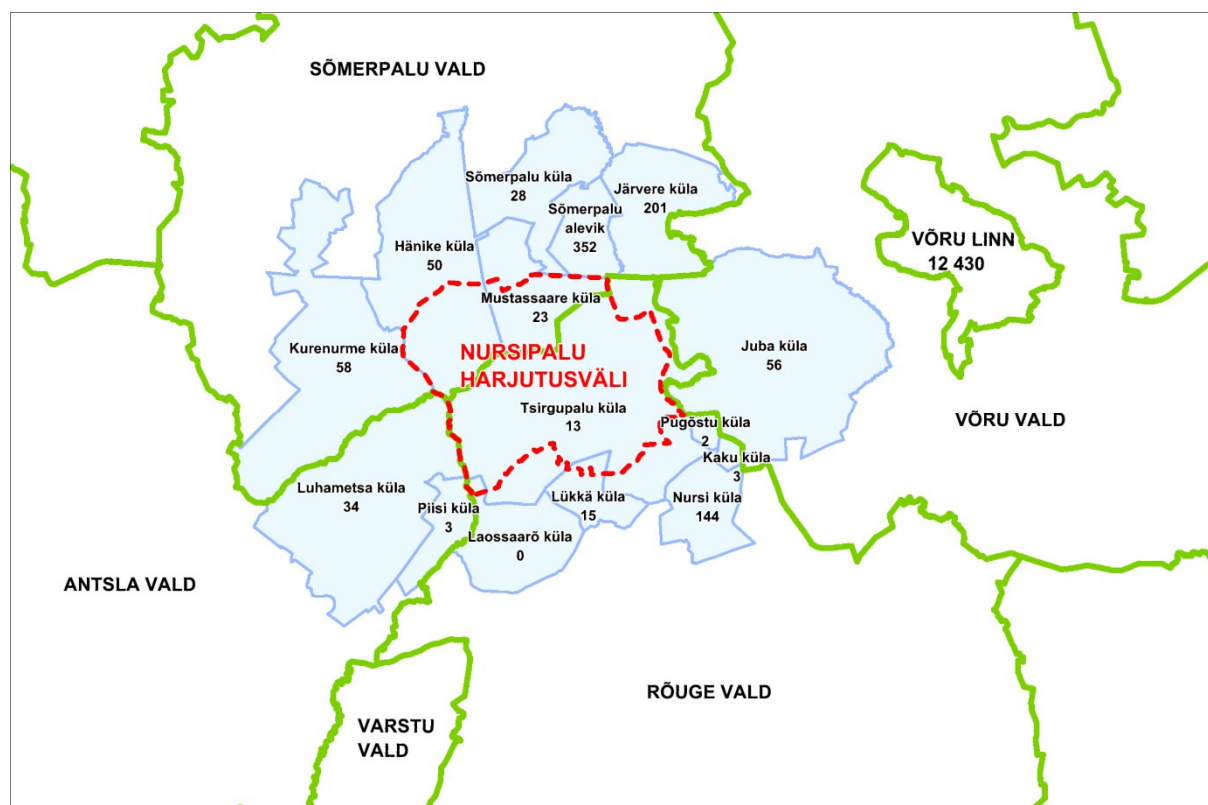 SÕMERPALU VALD
Sõmerpalu küla
28
Järvere küla
201
Sõmerpalu
alevik
352
Hänike küla
50
VÕRU LINN
12 430
Mustassaare küla
23
Kurenurme küla
58
NURSIPALU
HARJUTUSVÄLI
Juba küla
56
Tsirgupalu küla
13
Pügõstu küla
2
VÕRU VALD
Kaku küla
3
Luhametsa küla
34
Piisi küla
3
Lükkä küla
15
Nursi küla
144
Laossaarõ küla
0
ANTSLA VALD
RÕUGE VALD
VARSTU
VALD